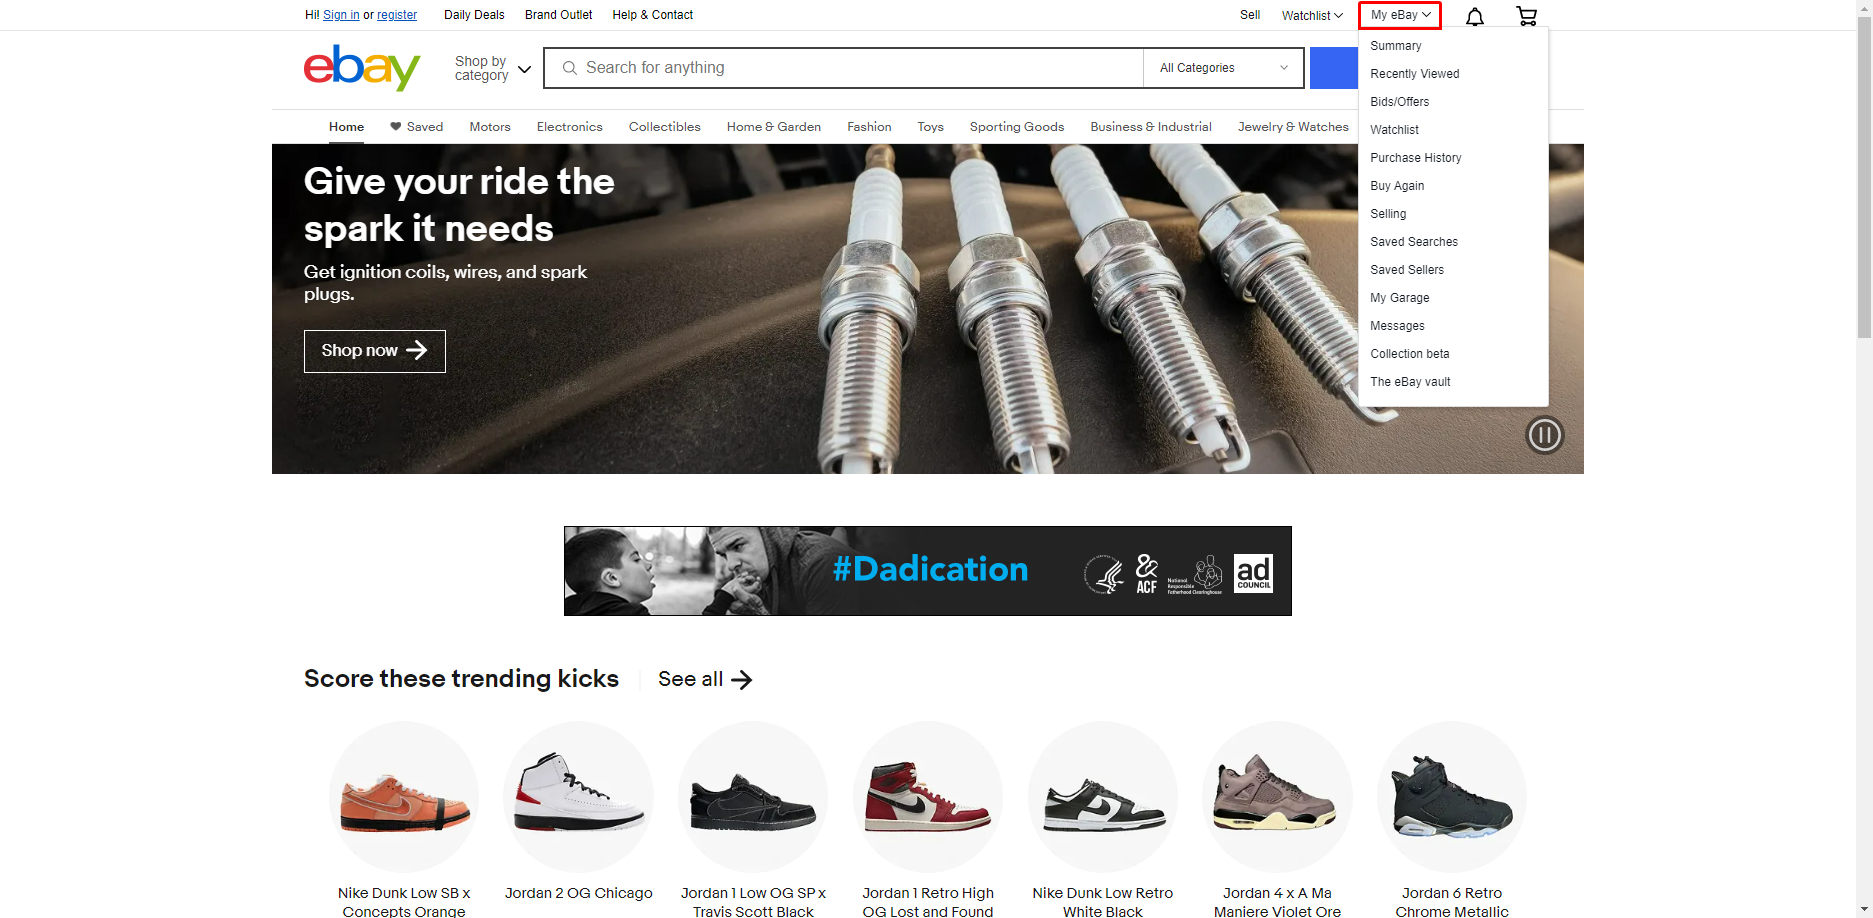 Hi! Sign in or register
Daily Deals
Brand Outlet
Help & Contact
Sell
Watchlist
My eBay
ebay
Shop by
category
Search for anything
All Categories
Summary
Recently Viewed
Bids/Offers
Watchlist
Purchase History
Buy Again
Selling
Saved Searches
Saved Sellers
My Garage
Messages
Collection beta
The eBay vault
Home
Saved
Motors
Electronics
Collectibles
Home & Garden
Fashion
Toys
Sporting Goods
Business & Industrial
Jewelry & Watches
Give your ride the
spark it needs
Get ignition coils, wires, and spark
plugs.
Shop now
#Dadication
&
ACF
National
Responsible
Fatherhood Clearinghouse
ad
COUNCIL
Score these trending kicks
See all
Nike Dunk Low SB x
Concepts Orange
Jordan 2 OG Chicago
Jordan 1 Low OG SP x
Travis Scott Black
Jordan 1 Retro High
OG Lost and Found
Nike Dunk Low Retro
White Black
Jordan 4 x A Ma
Maniere Violet Ore
Jordan 6 Retro
Chrome Metallic